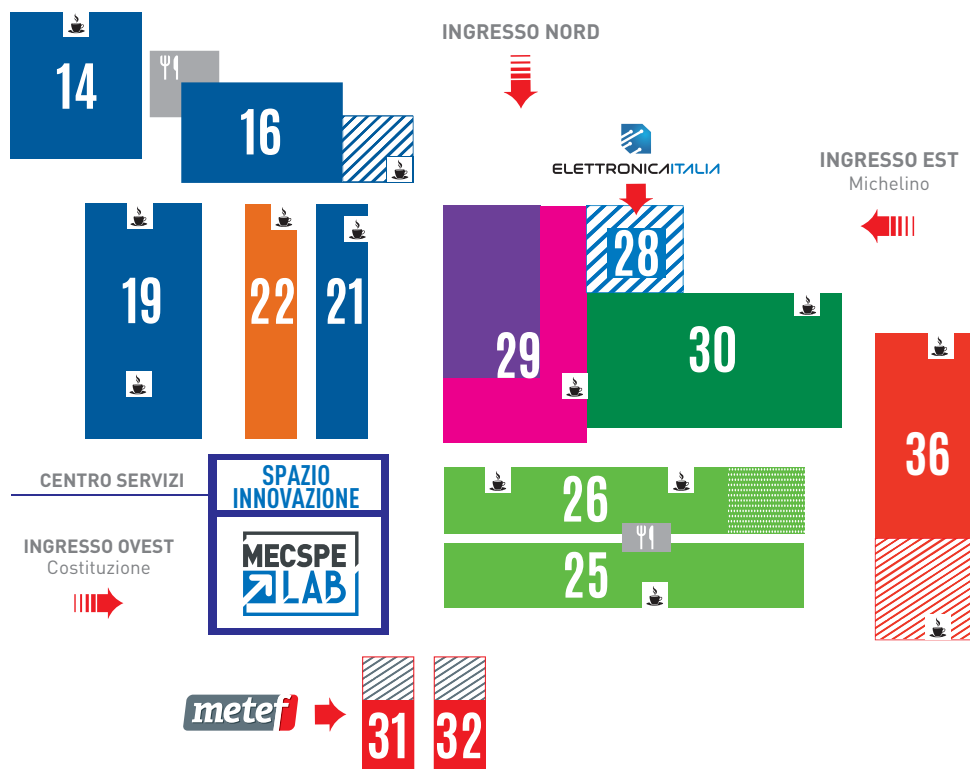 INGRESSO NORD
14
16
ELETTRONICAITALIA
INGRESSO EST
Michelino
19
22
21
28
29
30
36
CENTRO SERVIZI
SPAZIO
INNOVAZIONE
26
INGRESSO OVEST
Costituzione
MECSPE
LAB
25
metef
31
32